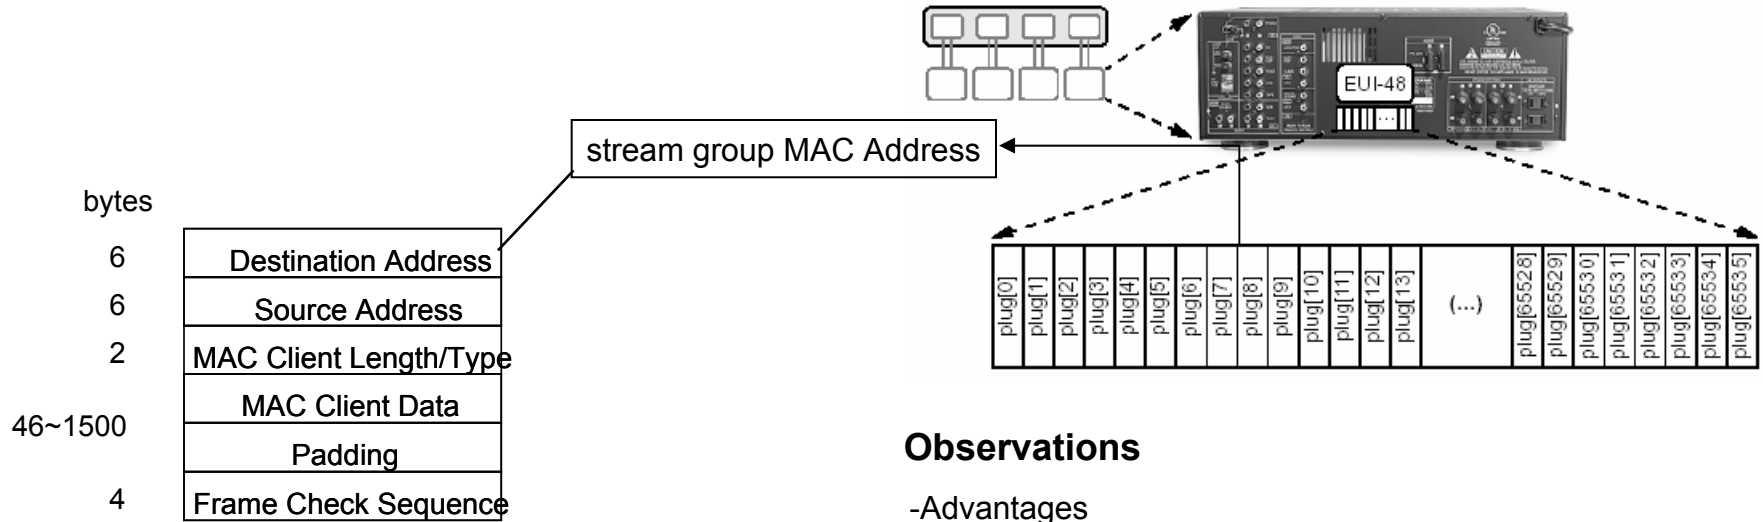 EUI-48
...
stream group MAC Address
bytes
6 Destination Address
6 Source Address
2 MAC Client Length/Type
46~1500 MAC Client Data
Padding
4 Frame Check Sequence
plug[0] plug[1] plug[2] plug[3] plug[4] plug[5] plug[6] plug[7] plug[8] plug[9] plug[10] plug[11] plug[12] plug[13] (...) plug[65528] plug[65529] plug[65530] plug[65531] plug[65532] plug[65533] plug[65534] plug[65535]
Observations
-Advantages